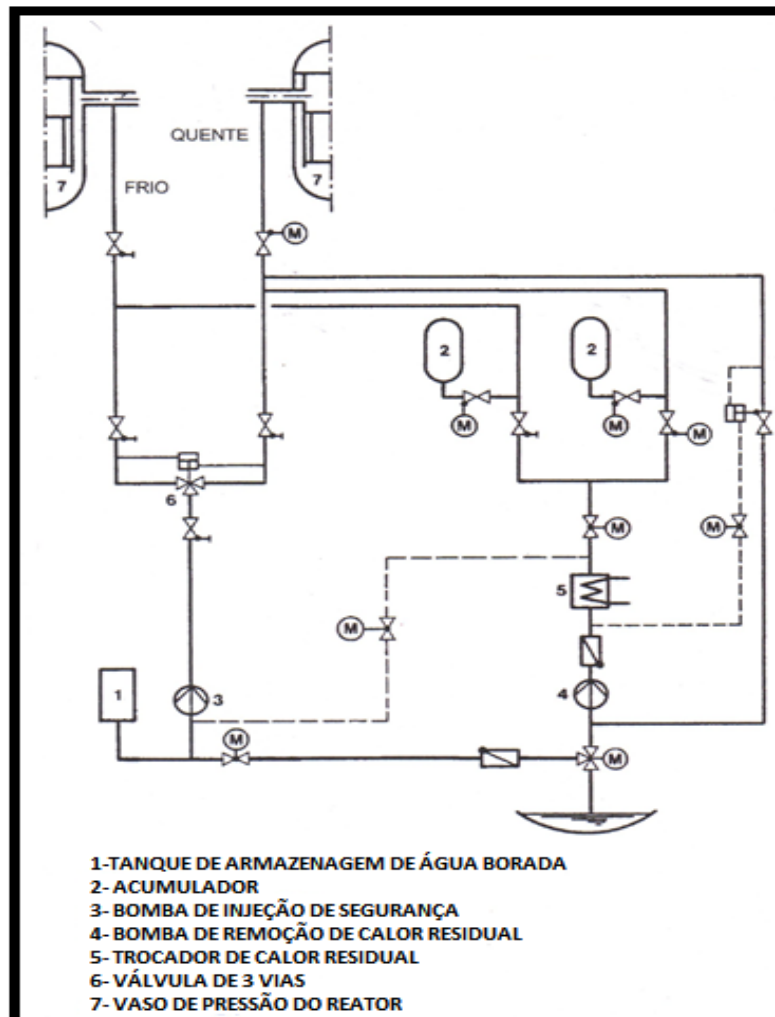 7
QUENTE
7
FRIO
M
2
2
M
M
M
6
M
M
5
M
1
3
4
M
M
1-TANQUE DE ARMAZENAGEM DE ÁGUA BORADA
2- ACUMULADOR
3- BOMBA DE INJEÇÃO DE SEGURANÇA
4- BOMBA DE REMOÇÃO DE CALOR RESIDUAL
5- TROCADOR DE CALOR RESIDUAL
6- VÁLVULA DE 3 VIAS
7- VASO DE PRESSÃO DO REATOR